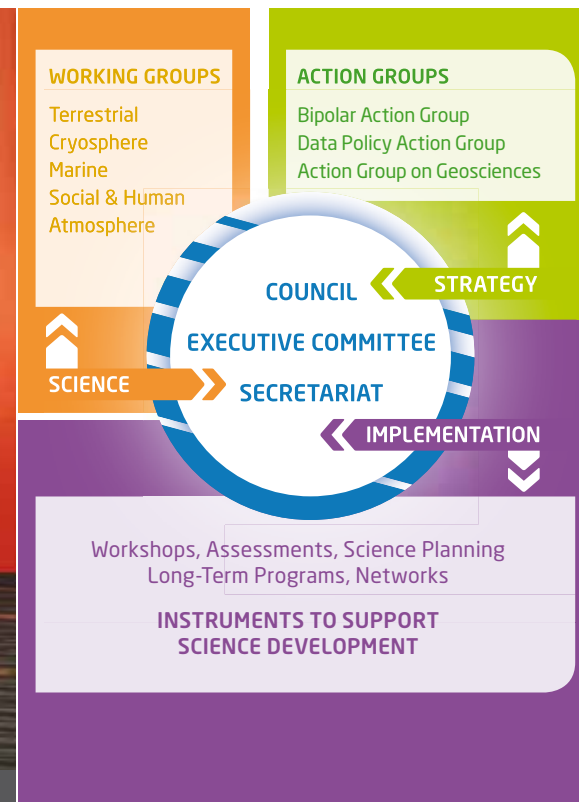 WORKING GROUPS
Terrestrial
Cryosphere
Marine
Social & Human
Atmosphere
ACTION GROUPS
Bipolar Action Group
Data Policy Action Group
Action Group on Geosciences
STRATEGY
COUNCIL
EXECUTIVE COMMITTEE
SECRETARIAT
SCIENCE
IMPLEMENTATION
Workshops, Assessments, Science Planning
Long-Term Programs, Networks
INSTRUMENTS TO SUPPORT
SCIENCE DEVELOPMENT